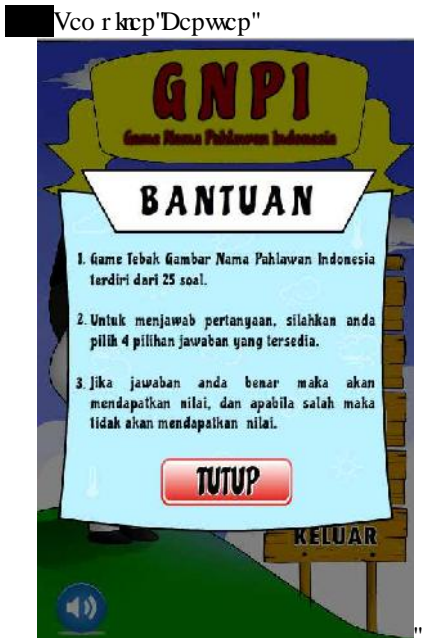 Vco r kncp"Dcpwcp"
GNPI
Game Nama Pahlawan Indonesia
BANTUAN
1. Game Tebak Gambar Nama Pahlawan Indonesia
terdiri dari 25 soal.
2. Untuk menjawab pertanyaan, silahkan anda
pilih 4 pilihan jawaban yang tersedia.
3. Jika jawaban anda benar maka akan
mendapatkan nilai, dan apabila salah maka
tidak akan mendapatkan nilai.
TUTUP
KELUAR
"